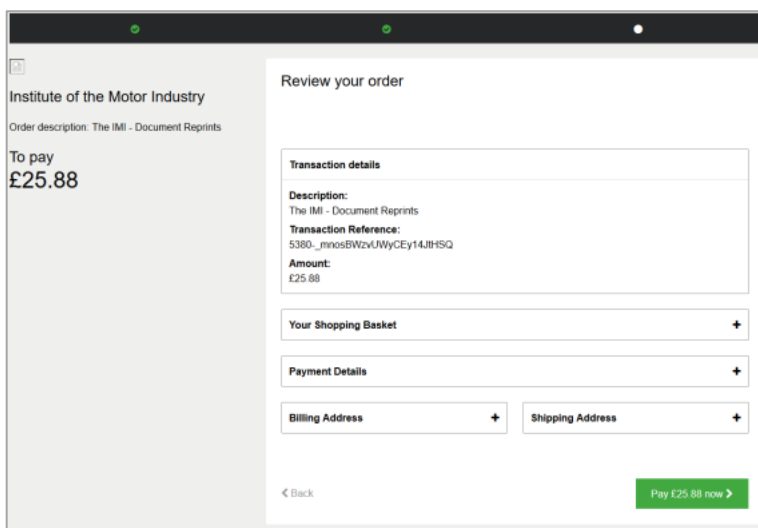 Institute of the Motor Industry
Order description: The IMI - Document Reprints
To pay
£25.88
Review your order
Transaction details
Description:
The IMI - Document Reprints
Transaction Reference:
5380-_mnosBWzvUWyCEy14JtHSQ
Amount:
£25.88
Your Shopping Basket
Payment Details
Billing Address
Shipping Address
Back
Pay £25.88 now